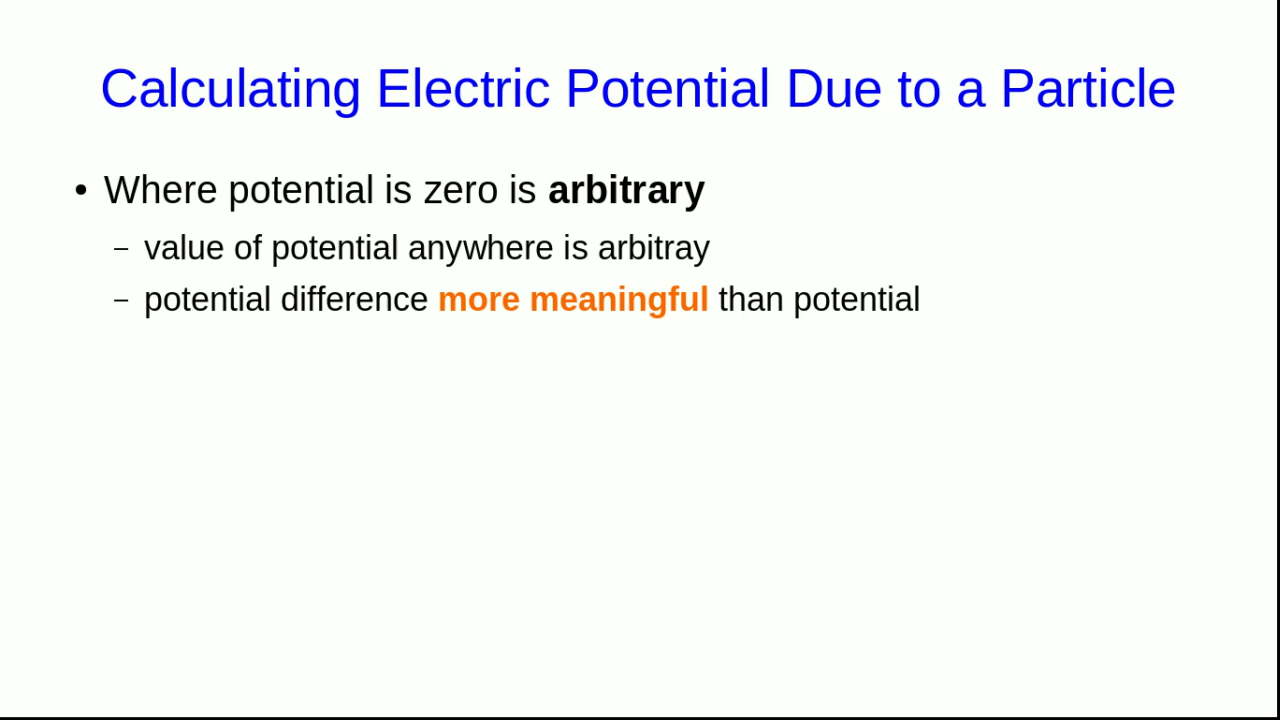 Calculating Electric Potential Due to a Particle
• Where potential is zero is arbitrary
– value of potential anywhere is arbitray
– potential difference more meaningful than potential